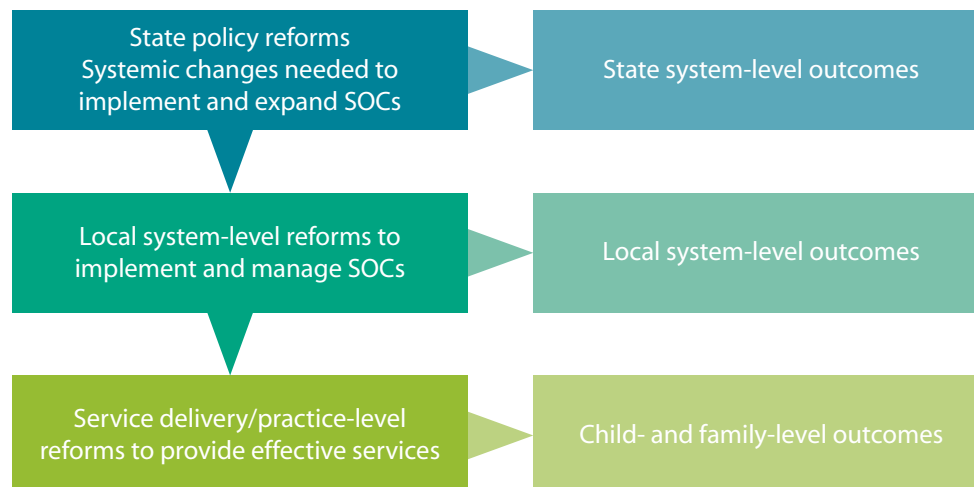 State policy reforms
Systemic changes needed to
implement and expand SOCs
State system-level outcomes
Local system-level reforms to
implement and manage SOCs
Local system-level outcomes
Service delivery/practice-level
reforms to provide effective services
Child- and family-level outcomes